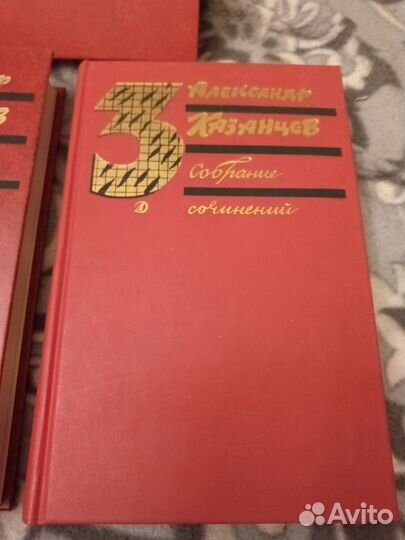 3
Александр
Казанцев
Собрание
сочинений
Д
Avito